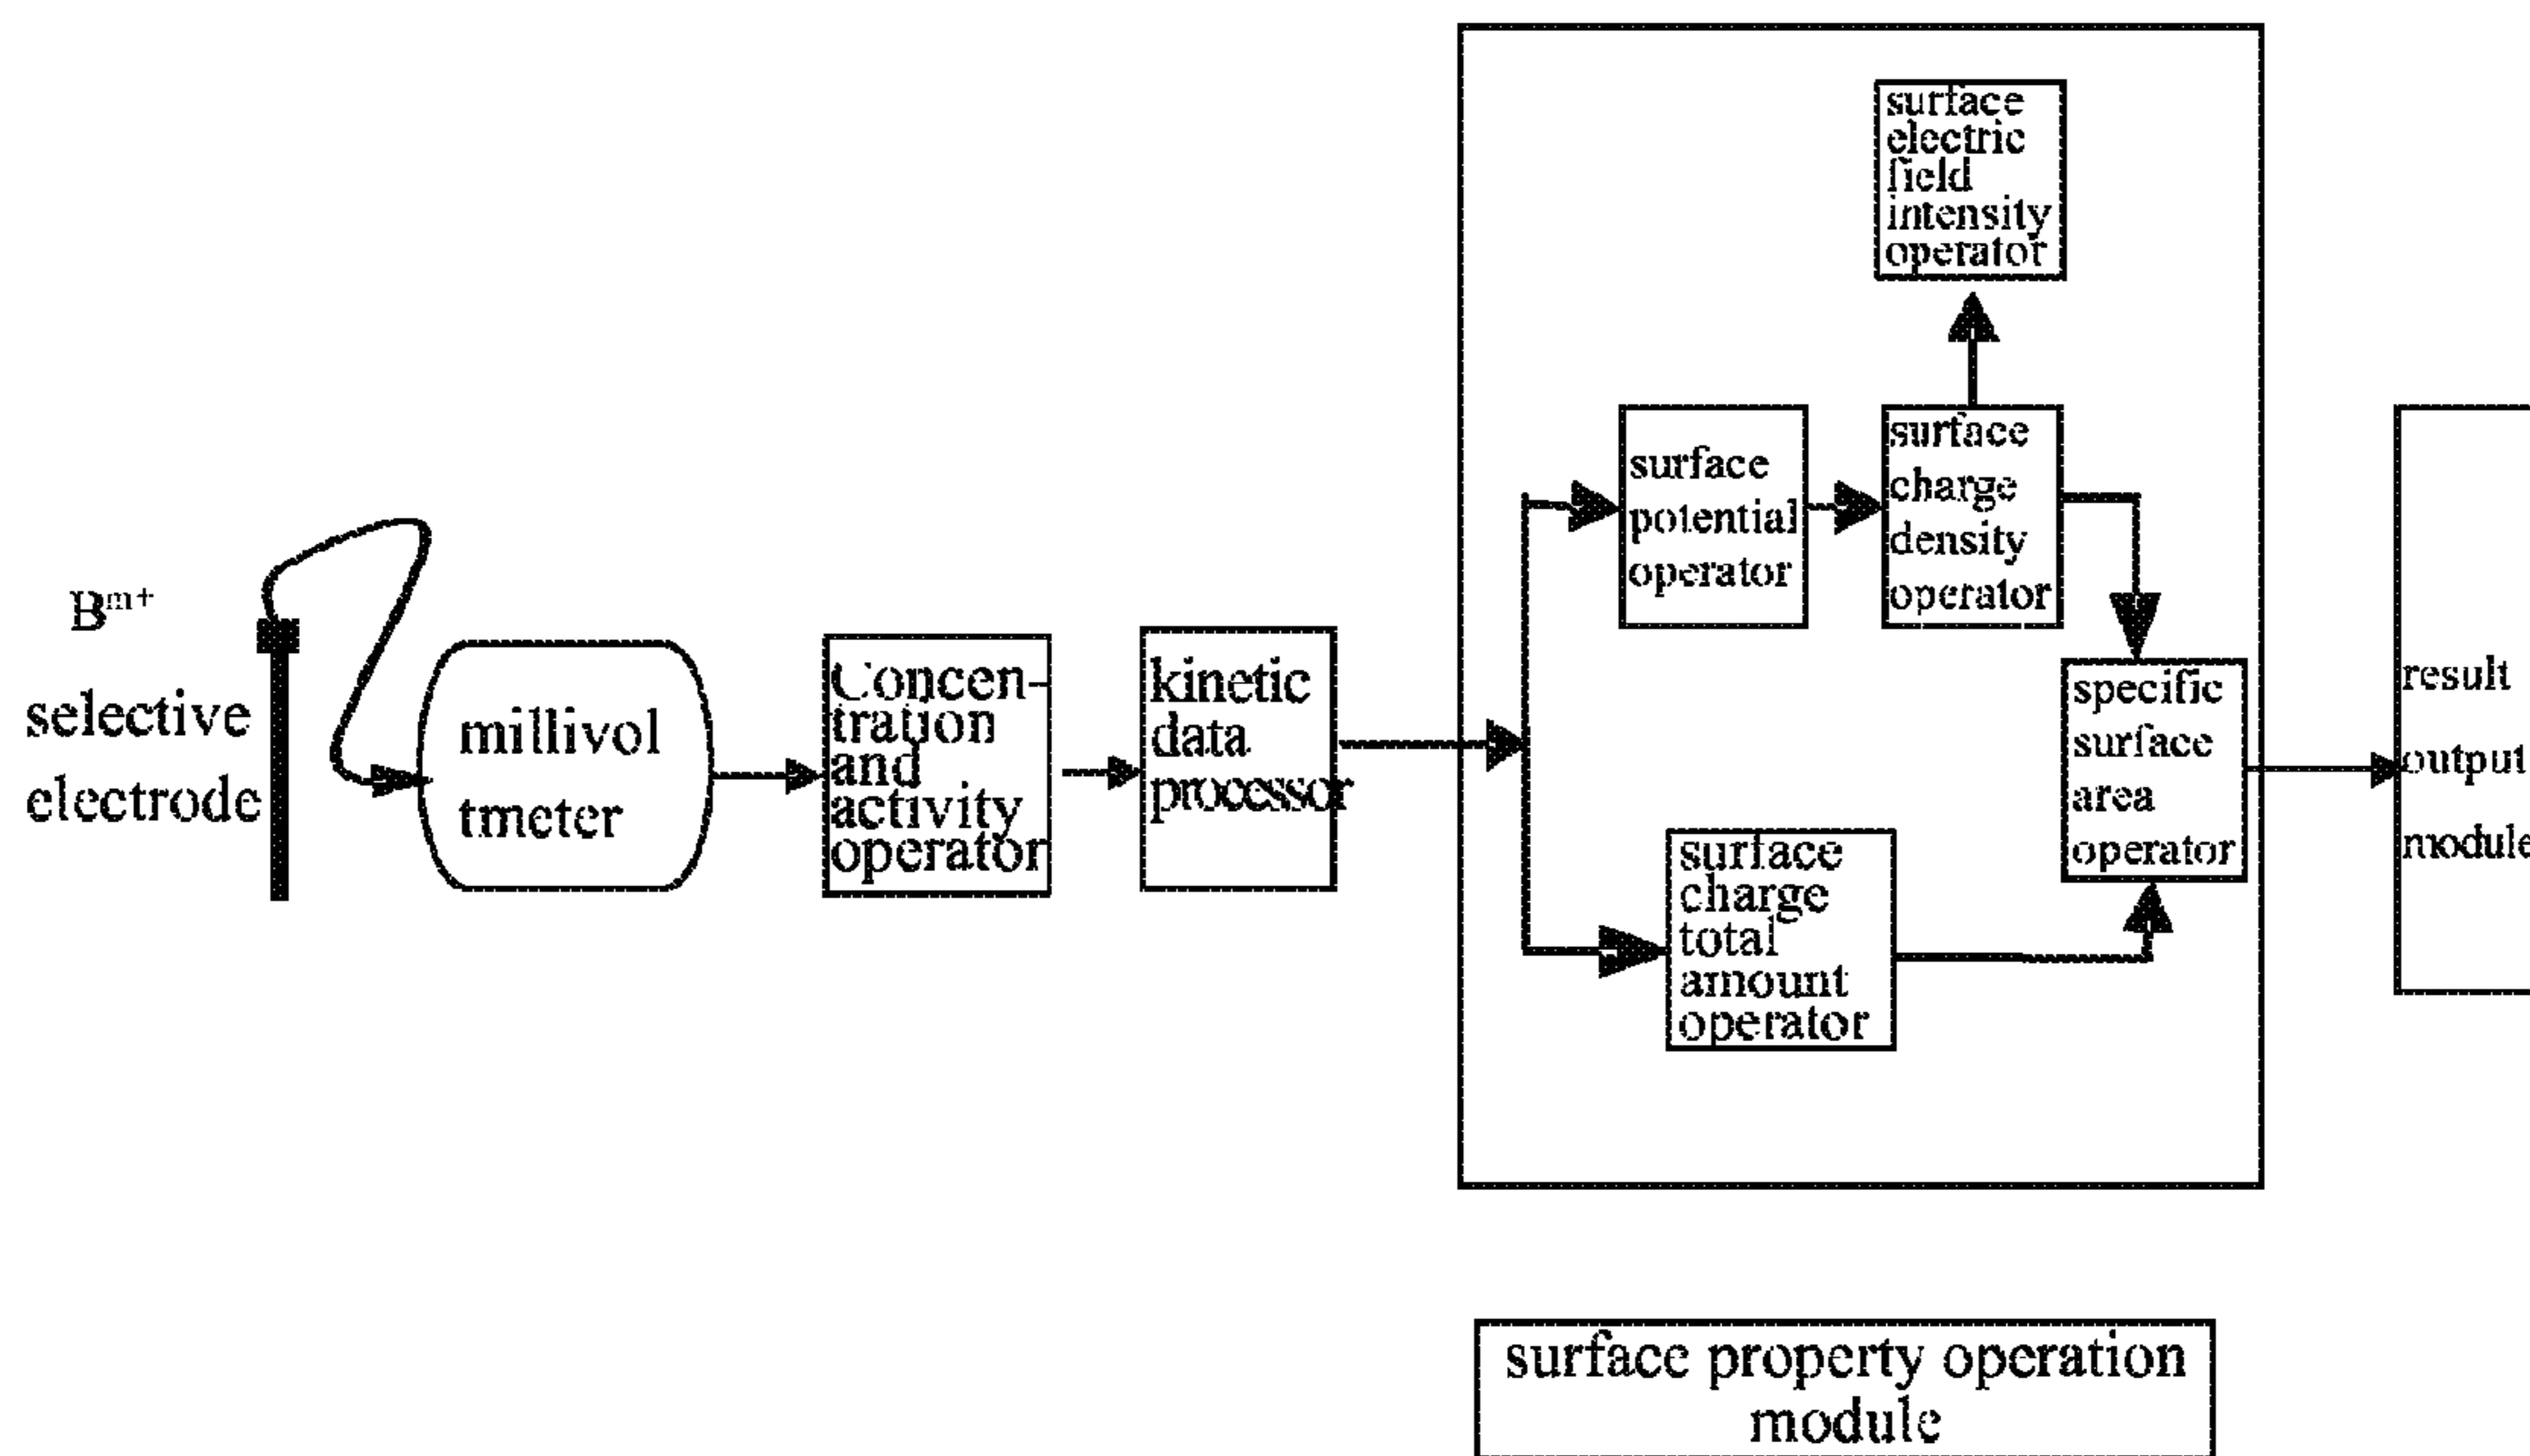 B^m+
selective
electrode
millivol
tmeter
Concen-
tration
and
activity
operator
kinetic
data
processor
surface
electric
field
intensity
operator
surface
potential
operator
surface
charge
density
operator
specific
surface
area
operator
surface
charge
total
amount
operator
result
output
module
surface property operation
module